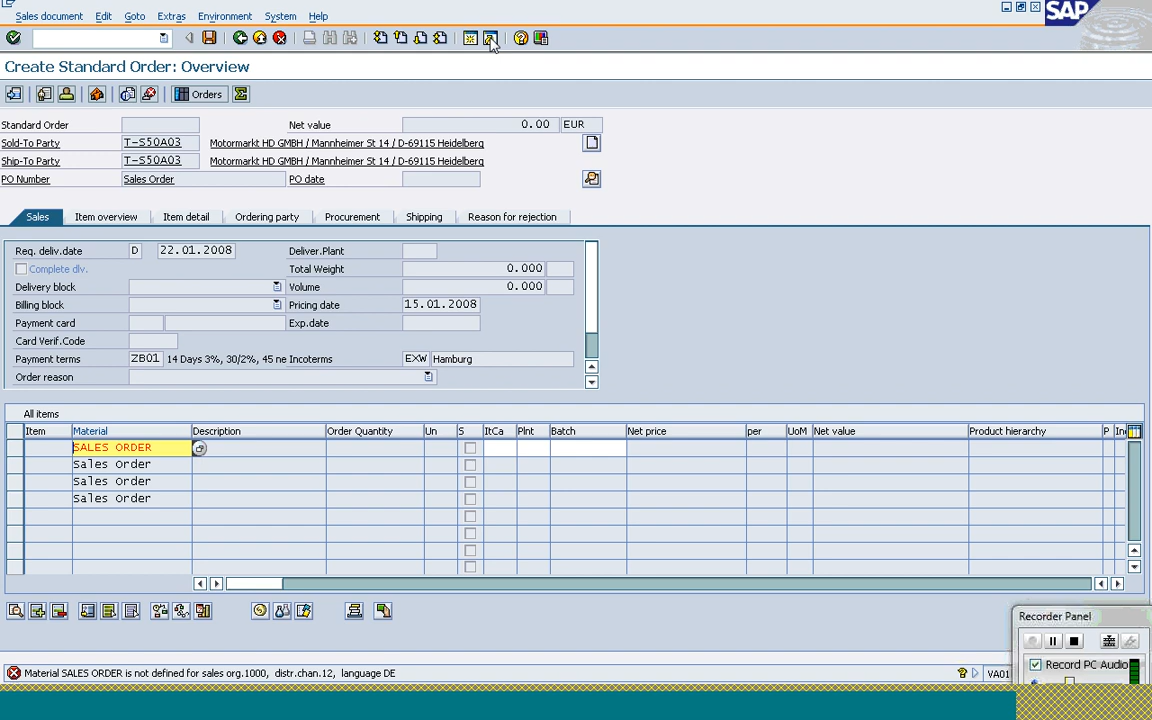 Sales document Edit Goto Extras Environment System Help
SAP
Create Standard Order: Overview
Orders
Standard Order Net value 0.00 EUR
Sold-To Party T-S50A03 Motormarkt HD GMBH / Mannheimer St 14 / D-69115 Heidelberg
Ship-To Party T-S50A03 Motormarkt HD GMBH / Mannheimer St 14 / D-69115 Heidelberg
PO Number Sales Order PO date
Sales Item overview Item detail Ordering party Procurement Shipping Reason for rejection
Req. deliv.date D 22.01.2008 Deliver.Plant
Complete dlv. Total Weight 0.000
Delivery block Volume 0.000
Billing block Pricing date 15.01.2008
Payment card Exp.date
Card Verif.Code
Payment terms ZB01 14 Days 3%, 30/2%, 45 ne Incoterms EXW Hamburg
Order reason
All items
Item Material Description Order Quantity Un S ItCa Plnt Batch Net price per UoM Net value Product hierarchy P
SALES ORDER
Sales Order
Sales Order
Sales Order
Recorder Panel
Record PC Audio
Material SALES ORDER is not defined for sales org.1000, distr.chan.12, language DE VA01